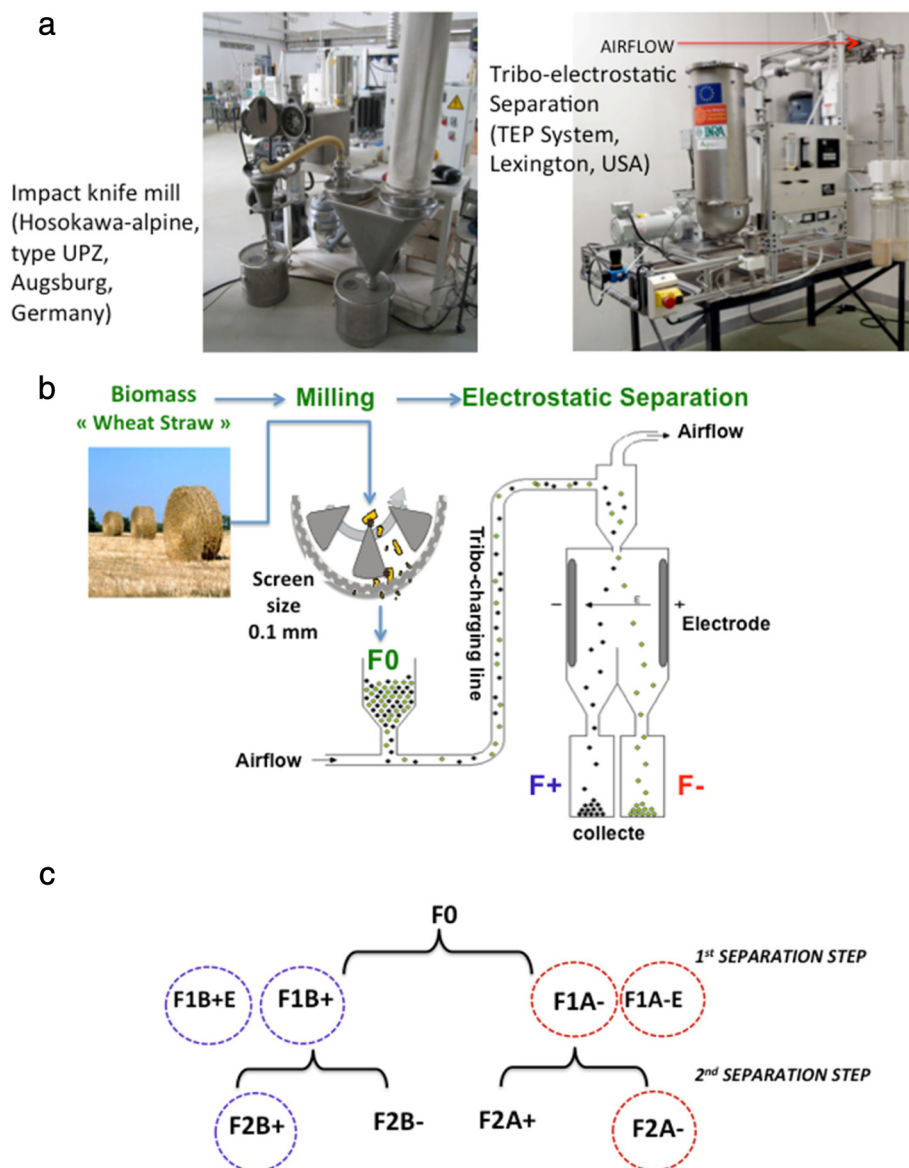 a
AIRFLOW
Tribo-electrostatic
Separation
(TEP System,
Lexington, USA)
Impact knife mill
(Hosokawa-alpine,
type UPZ,
Augsburg,
Germany)
INRA
b
Biomass
« Wheat Straw »
Milling
Electrostatic Separation
Airflow
Tribo-charging line
Screen
size
0.1 mm
− E +
Electrode
F0
Airflow
F+
F-
collecte
c
F0
1st SEPARATION STEP
F1B+E
F1B+
F1A-
F1A-E
2nd SEPARATION STEP
F2B+
F2B-
F2A+
F2A-